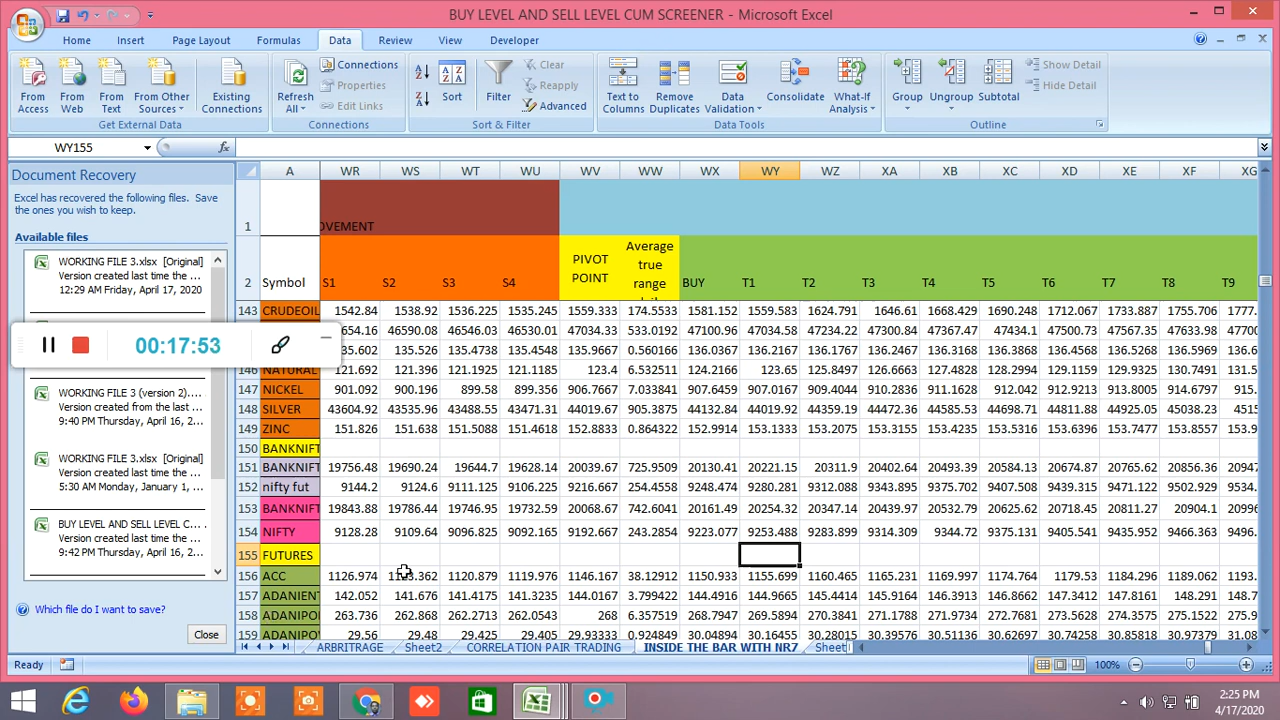 BUY LEVEL AND SELL LEVEL CUM SCREENER - Microsoft Excel
Home Insert Page Layout Formulas Data Review View Developer
From Access
From Web
From Text
From Other Sources
Existing Connections
Get External Data
Refresh All
Connections
Properties
Edit Links
Connections
Sort
Filter
Clear
Reapply
Advanced
Sort & Filter
Text to Columns
Remove Duplicates
Data Validation
Consolidate
What-If Analysis
Data Tools
Group
Ungroup
Subtotal
Show Detail
Hide Detail
Outline
WY155
fx
Document Recovery
Excel has recovered the following files. Save the ones you wish to keep.
Available files
WORKING FILE 3.xlsx [Original]
Version created last time the ...
12:29 AM Friday, April 17, 2020
00:17:53
WORKING FILE 3 (version 2)....
Version created from the last ...
9:40 PM Thursday, April 16, 2...
WORKING FILE 3.xlsx [Original]
Version created last time the ...
5:30 AM Monday, January 1, ...
BUY LEVEL AND SELL LEVEL C... 
Version created last time the ...
9:42 PM Thursday, April 16, 2...
Which file do I want to save?
Close
A WR WS WT WU WV WW WX WY WZ XA XB XC XD XE XF XG
1 OVEMENT
2 Symbol S1 S2 S3 S4 PIVOT POINT Average true range BUY T1 T2 T3 T4 T5 T6 T7 T8 T9
143 CRUDEOIL 1542.84 1538.92 1536.225 1535.245 1559.333 174.5533 1581.152 1559.583 1624.791 1646.61 1668.429 1690.248 1712.067 1733.887 1755.706 1777.
654.16 46590.08 46546.03 46530.01 47034.33 533.0192 47100.96 47034.58 47234.22 47300.84 47367.47 47434.1 47500.73 47567.35 47633.98 47700
35.602 135.526 135.4735 135.4548 135.9667 0.560166 136.0367 136.2167 136.1767 136.2468 136.3168 136.3868 136.4568 136.5268 136.5969 136.
146 NATURAL 121.692 121.396 121.1925 121.1185 123.4 6.532511 124.2166 123.65 125.8497 126.6663 127.4828 128.2994 129.1159 129.9325 130.7491 131.5
147 NICKEL 901.092 900.196 899.58 899.356 906.7667 7.033841 907.6459 907.0167 909.4044 910.2836 911.1628 912.042 912.9213 913.8005 914.6797 915.
148 SILVER 43604.92 43535.96 43488.55 43471.31 44019.67 905.3875 44132.84 44019.92 44359.19 44472.36 44585.53 44698.71 44811.88 44925.05 45038.23 4515
149 ZINC 151.826 151.638 151.5088 151.4618 152.8833 0.864322 152.9914 153.1333 153.2075 153.3155 153.4235 153.5316 153.6396 153.7477 153.8557 153.9
150 BANKNIFT
151 BANKNIFT 19756.48 19690.24 19644.7 19628.14 20039.67 725.9509 20130.41 20221.15 20311.9 20402.64 20493.39 20584.13 20674.87 20765.62 20856.36 20947
152 nifty fut 9144.2 9124.6 9111.125 9106.225 9216.667 254.4558 9248.474 9280.281 9312.088 9343.895 9375.702 9407.508 9439.315 9471.122 9502.929 9534.
153 BANKNIFT 19843.88 19786.44 19746.95 19732.59 20068.67 742.6041 20161.49 20254.32 20347.14 20439.97 20532.79 20625.62 20718.45 20811.27 20904.1 20996
154 NIFTY 9128.28 9109.64 9096.825 9092.165 9192.667 243.2854 9223.077 9253.488 9283.899 9314.309 9344.72 9375.131 9405.541 9435.952 9466.363 9496.
155 FUTURES
156 ACC 1126.974 1123.362 1120.879 1119.976 1146.167 38.12912 1150.933 1155.699 1160.465 1165.231 1169.997 1174.764 1179.53 1184.296 1189.062 1193.
157 ADANIENT 142.052 141.676 141.4175 141.3235 144.0167 3.799422 144.4916 144.9665 145.4414 145.9164 146.3913 146.8662 147.3412 147.8161 148.291 148.7
158 ADANIPO 263.736 262.868 262.2713 262.0543 268 6.357519 268.7947 269.5894 270.3841 271.1788 271.9734 272.7681 273.5628 274.3575 275.1522 275.9
159 ADANIPO 29.56 29.48 29.425 29.405 29.93333 0.924849 30.04894 30.16455 30.28015 30.39576 30.51136 30.62697 30.74258 30.85818 30.97379 31.08
ARBRITRAGE Sheet2 CORRELATION PAIR TRADING INSIDE THE BAR WITH NR7 Sheet
Ready
100%
2:25 PM
4/17/2020